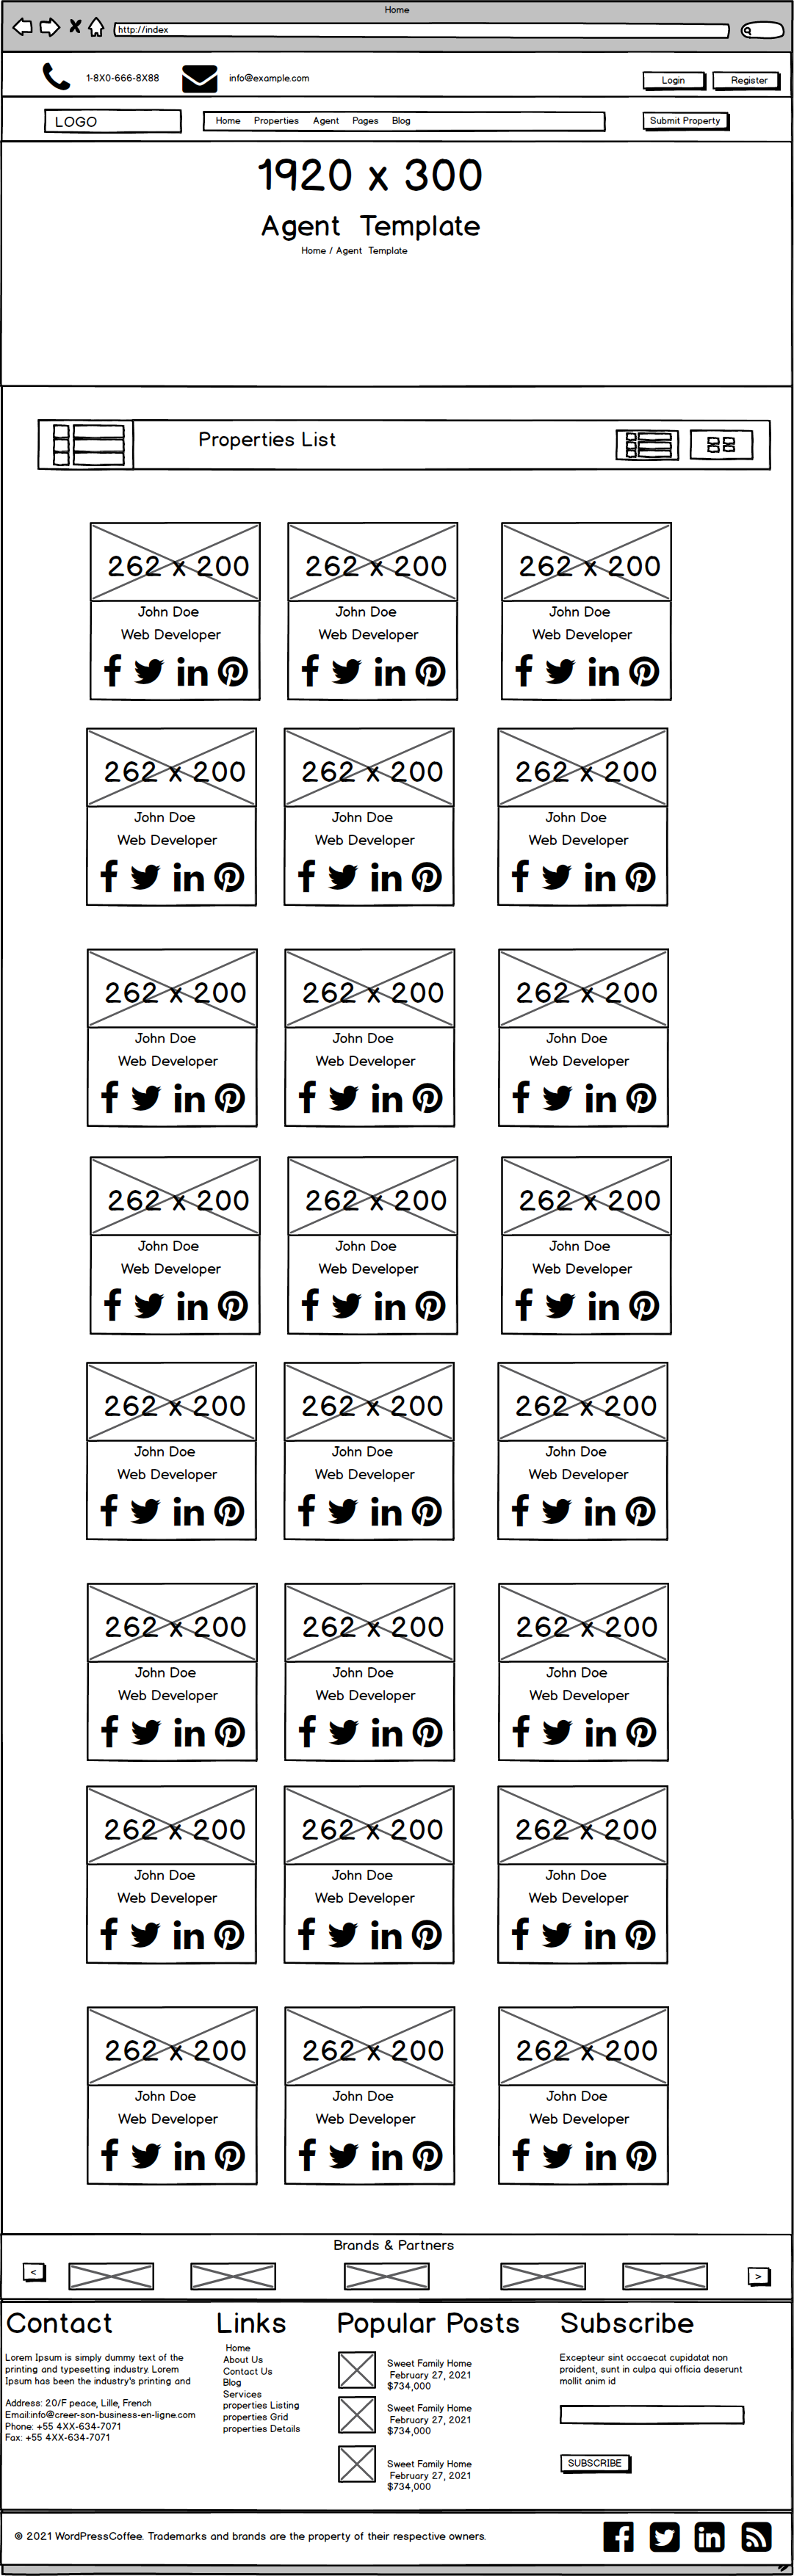 Home
http://index
1-8X0-666-8X88 info@example.com Login Register
LOGO Home Properties Agent Pages Blog Submit Property
1920 x 300
Agent Template
Home / Agent Template
Properties List
262 x 200 262 x 200 262 x 200
John Doe John Doe John Doe
Web Developer Web Developer Web Developer
262 x 200 262 x 200 262 x 200
John Doe John Doe John Doe
Web Developer Web Developer Web Developer
262 x 200 262 x 200 262 x 200
John Doe John Doe John Doe
Web Developer Web Developer Web Developer
262 x 200 262 x 200 262 x 200
John Doe John Doe John Doe
Web Developer Web Developer Web Developer
262 x 200 262 x 200 262 x 200
John Doe John Doe John Doe
Web Developer Web Developer Web Developer
262 x 200 262 x 200 262 x 200
John Doe John Doe John Doe
Web Developer Web Developer Web Developer
262 x 200 262 x 200 262 x 200
John Doe John Doe John Doe
Web Developer Web Developer Web Developer
262 x 200 262 x 200 262 x 200
John Doe John Doe John Doe
Web Developer Web Developer Web Developer
Brands & Partners
< >
Contact
Lorem Ipsum is simply dummy text of the
printing and typesetting industry. Lorem
Ipsum has been the industry's printing and
Address: 20/F peace, Lille, French
Email:info@creer-son-business-en-ligne.com
Phone: +55 4XX-634-7071
Fax: +55 4XX-634-7071
Links
Home
About Us
Contact Us
Blog
Services
properties Listing
properties Grid
properties Details
Popular Posts
Sweet Family Home
February 27, 2021
$734,000
Sweet Family Home
February 27, 2021
$734,000
Sweet Family Home
February 27, 2021
$734,000
Subscribe
Excepteur sint occaecat cupidatat non
proident, sunt in culpa qui officia deserunt
mollit anim id
SUBSCRIBE
© 2021 WordPressCoffee. Trademarks and brands are the property of their respective owners.